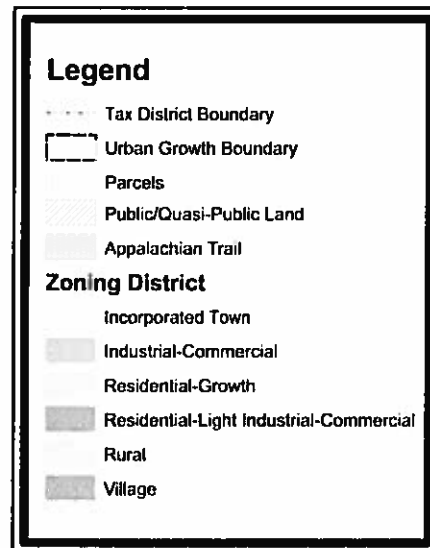 Legend
Tax District Boundary
Urban Growth Boundary
Parcels
Public/Quasi-Public Land
Appalachian Trail
Zoning District
Incorporated Town
Industrial-Commercial
Residential-Growth
Residential-Light Industrial-Commercial
Rural
Village